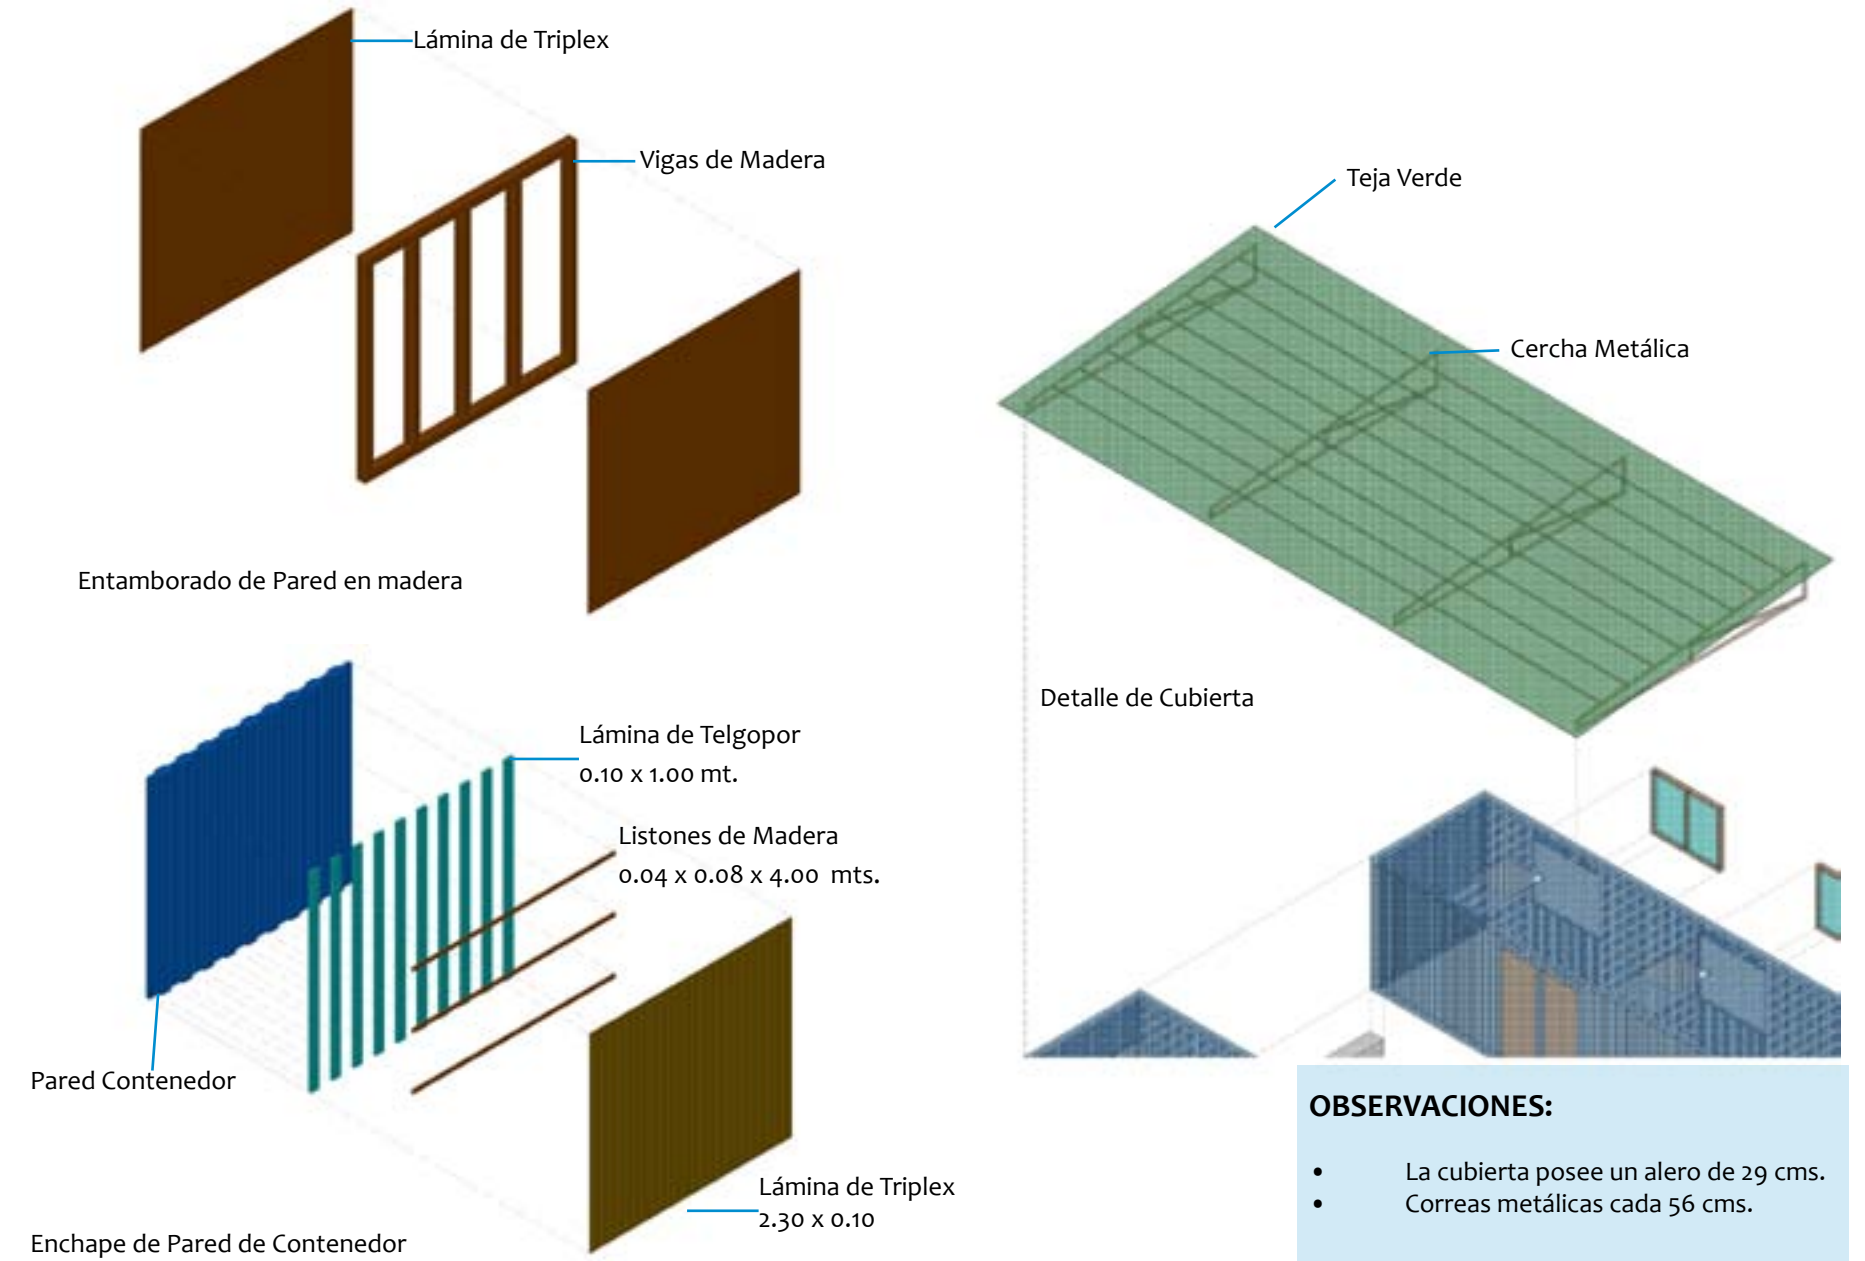 Lámina de Triplex
Vigas de Madera
Entamborado de Pared en madera
Lámina de Telgopor
0.10 x 1.00 mt.
Listones de Madera
0.04 x 0.08 x 4.00 mts.
Pared Contenedor
Lámina de Triplex
2.30 x 0.10
Enchape de Pared de Contenedor
Teja Verde
Cercha Metálica
Detalle de Cubierta
OBSERVACIONES:
• La cubierta posee un alero de 29 cms.
• Correas metálicas cada 56 cms.